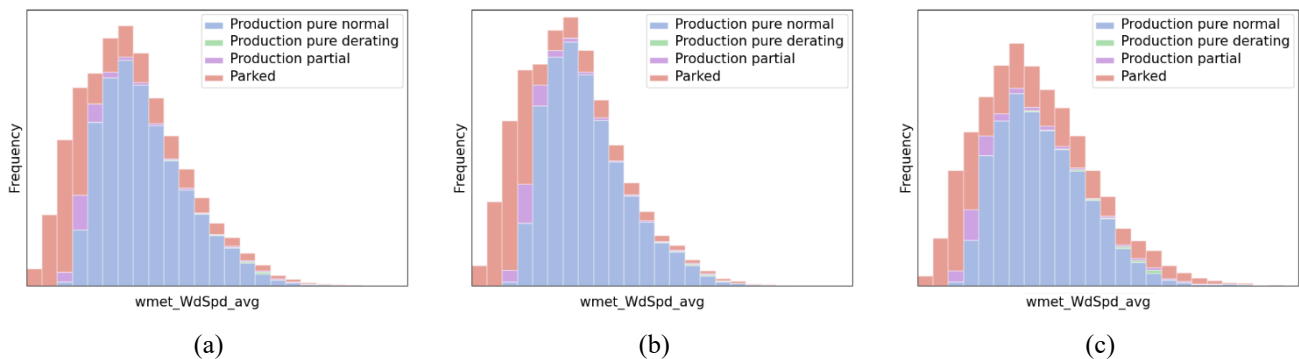 Production pure normal
Production pure derating
Production partial
Parked
Frequency
wmet_WdSpd_avg
(a)
Production pure normal
Production pure derating
Production partial
Parked
Frequency
wmet_WdSpd_avg
(b)
Production pure normal
Production pure derating
Production partial
Parked
Frequency
wmet_WdSpd_avg
(c)